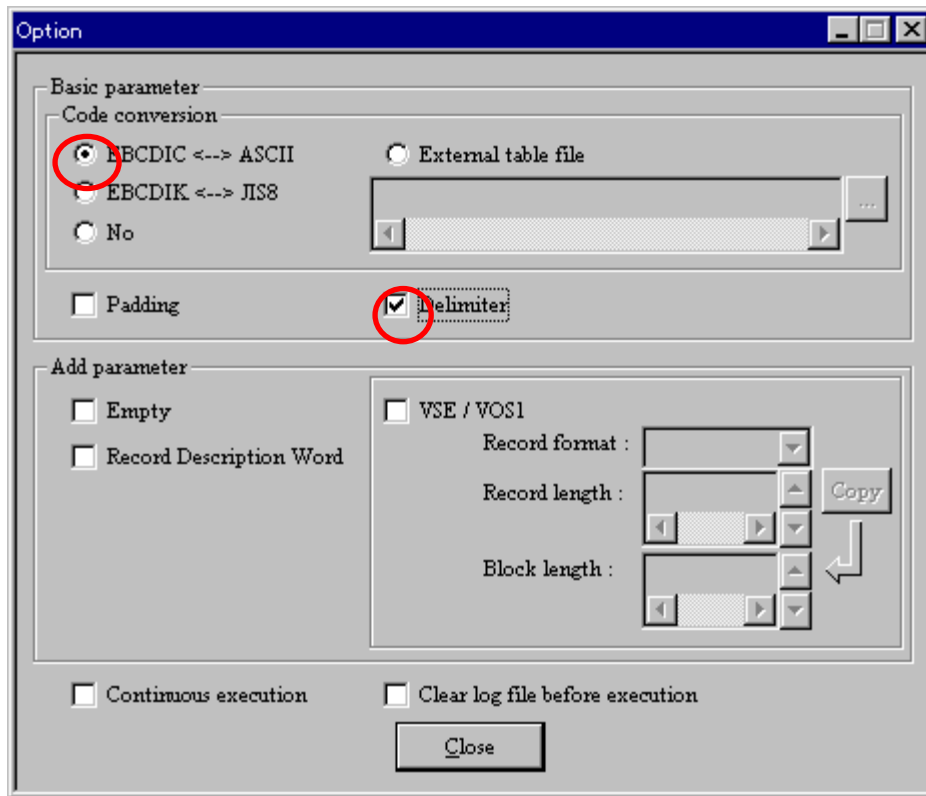 Option
Basic parameter
Code conversion
EBCDIC <--> ASCII
External table file
EBCDIK <--> JIS8
...
No
Padding
Delimiter
Add parameter
Empty
VSE / VOS1
Record Description Word
Record format :
Record length :
Copy
Block length :
Continuous execution
Clear log file before execution
Close